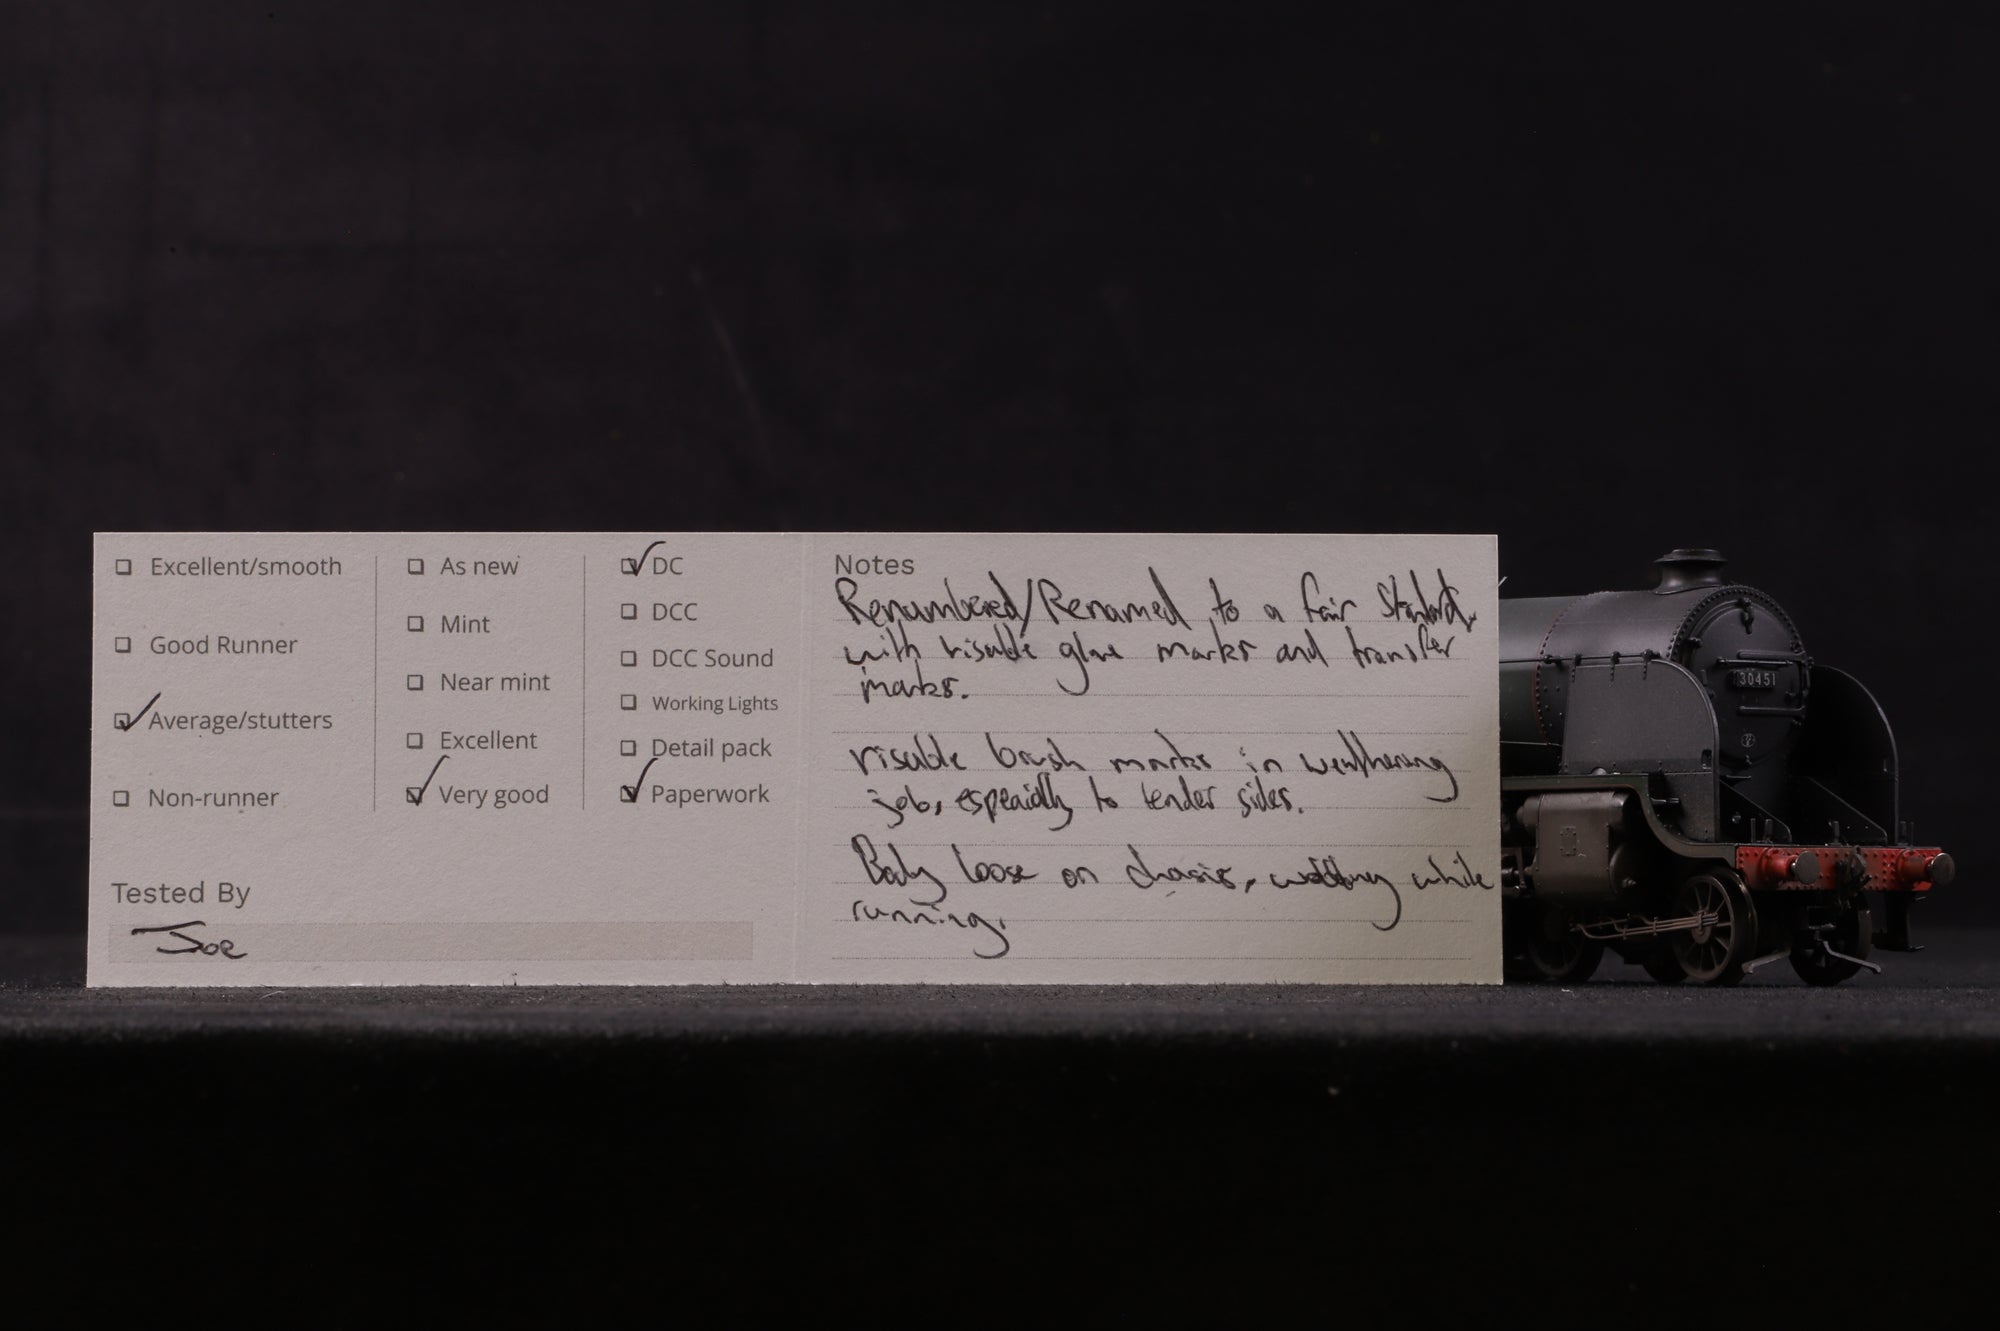 Excellent/smooth
Good Runner
Average/stutters
Non-runner
As new
Mint
Near mint
Excellent
Very good
DC
DCC
DCC Sound
Working Lights
Detail pack
Paperwork
Tested By
Joe
Notes
Renumbered/Renamed to a fair standard,
with visable glue marks and transfer
marks.
visable brush marks in weathering
job, especially to tender sides.
Body loose on chassis, wobbling while
running.
30451